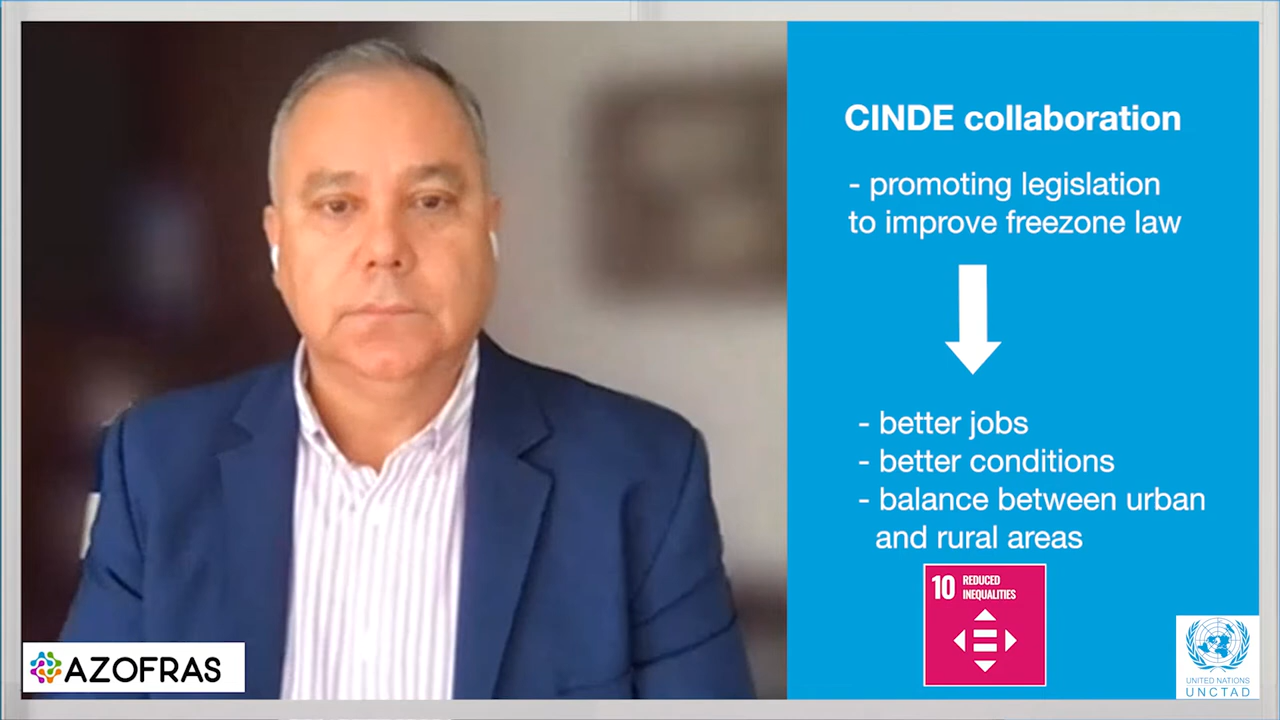 CINDE collaboration
- promoting legislation
to improve freezone law
- better jobs
- better conditions
- balance between urban
and rural areas
10 REDUCED
INEQUALITIES
AZOFRAS
UNITED NATIONS
UNCTAD